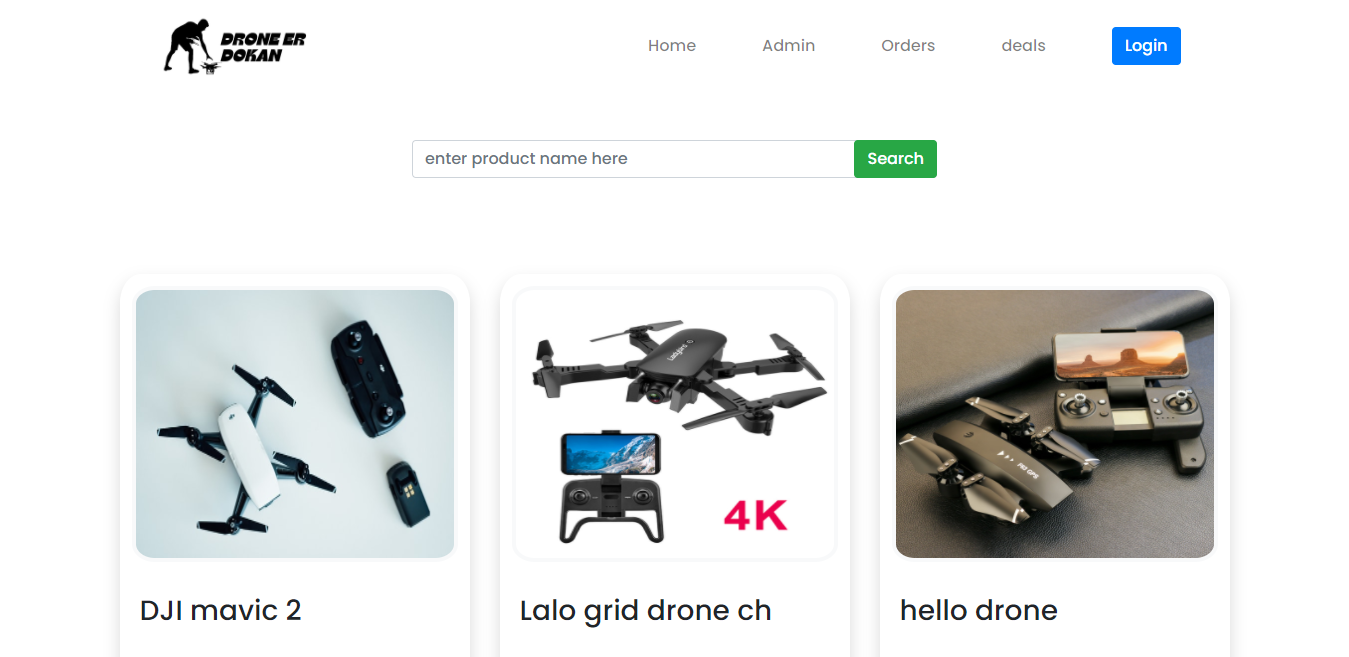 DRONE ER
DOKAN
Home
Admin
Orders
deals
Login
enter product name here
Search
4K
DJI mavic 2
Lalo grid drone ch
hello drone